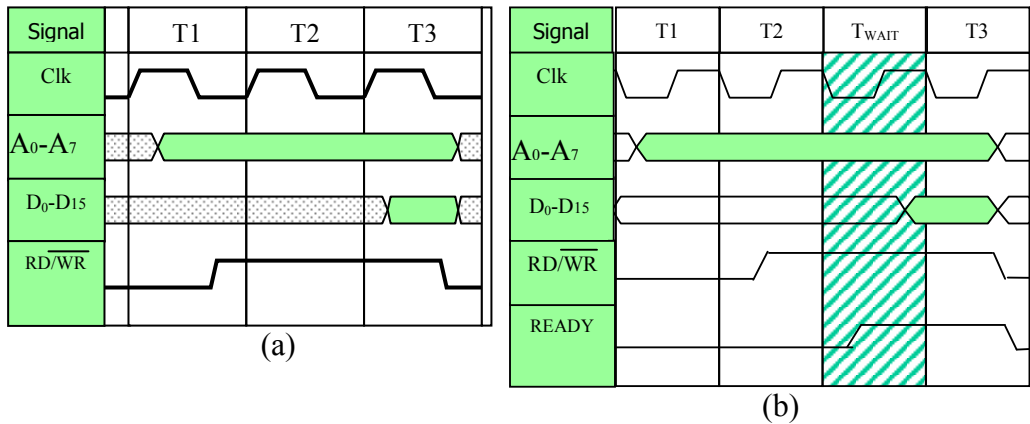 Signal T1 T2 T3
Clk
A0-A7
D0-D15
RD/WR
(a)
Signal T1 T2 TWAIT T3
Clk
A0-A7
D0-D15
RD/WR
READY
(b)